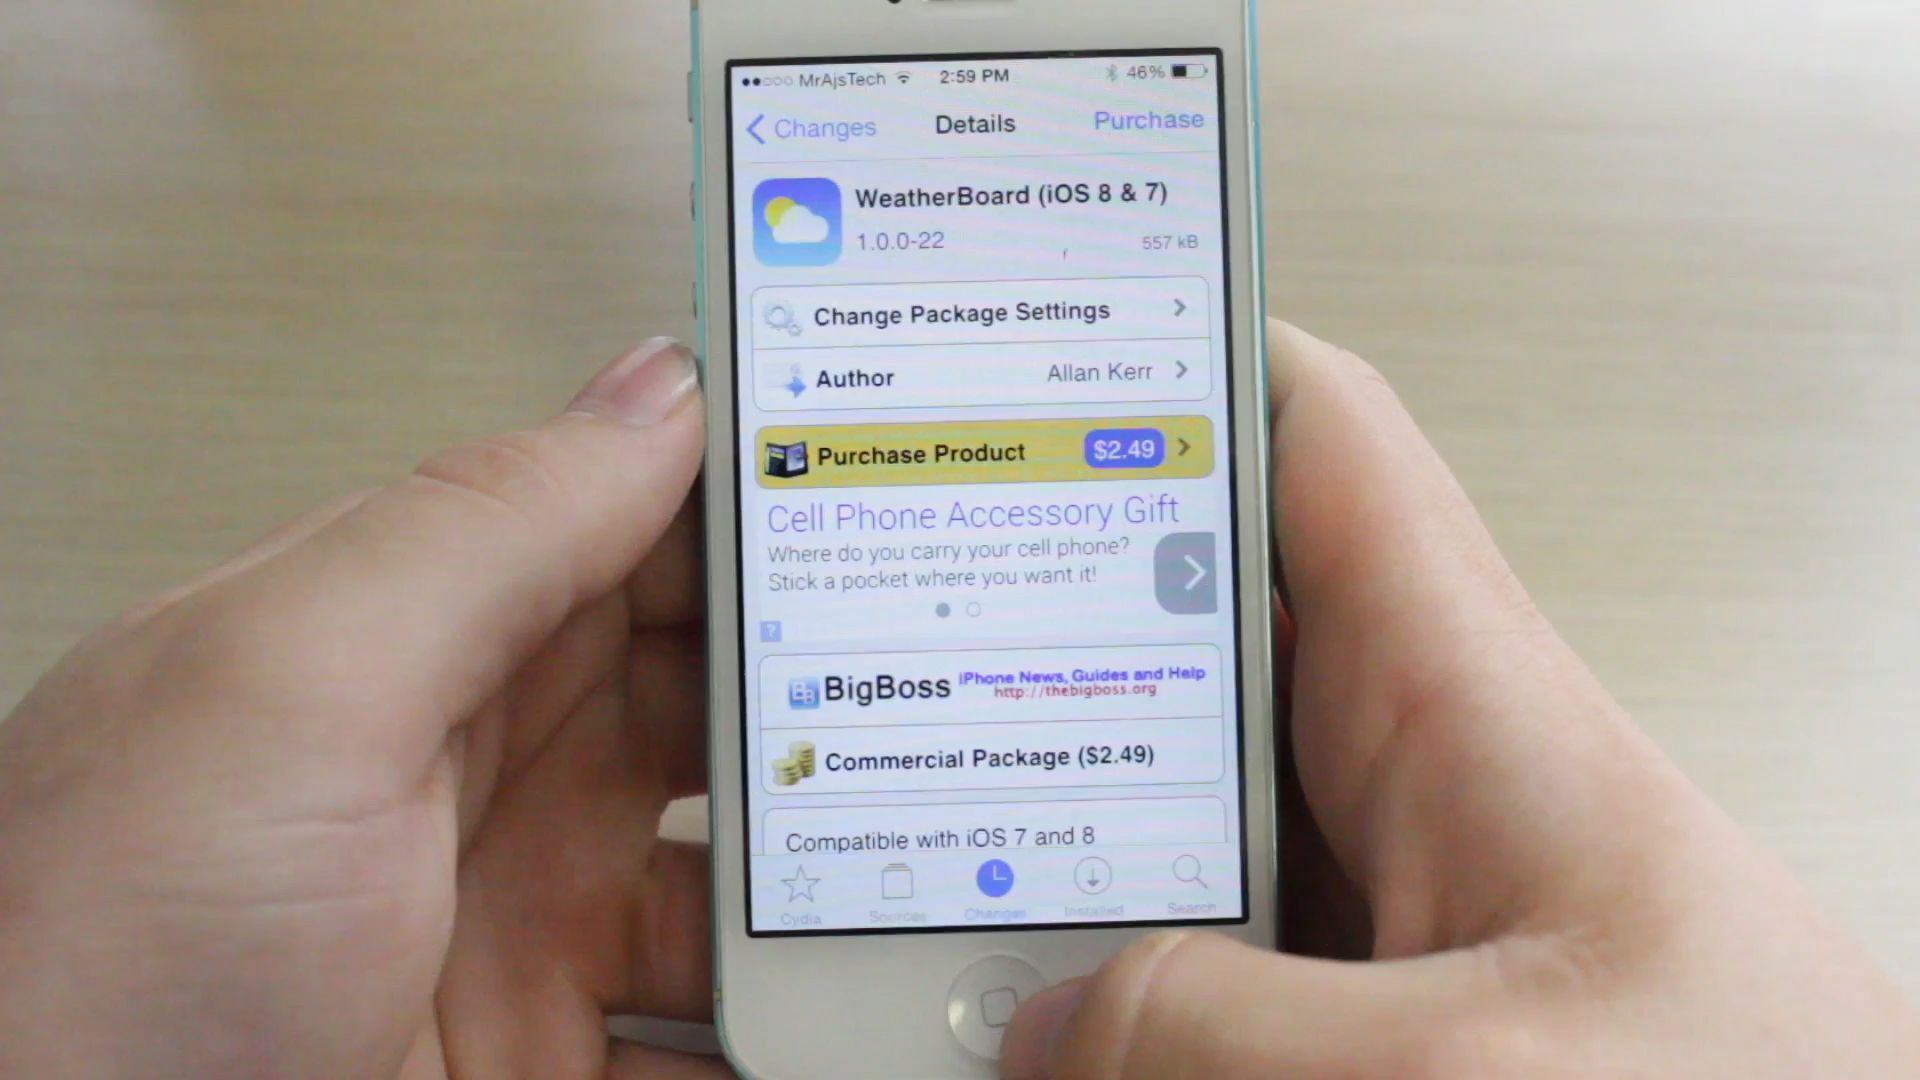 MrAjsTech 2:59 PM 46%
Changes Details Purchase
WeatherBoard (iOS 8 & 7)
1.0.0-22 557 kB
Change Package Settings
Author Allan Kerr
Purchase Product $2.49
Cell Phone Accessory Gift
Where do you carry your cell phone?
Stick a pocket where you want it!
?
BigBoss iPhone News, Guides and Help
http://thebigboss.org
Commercial Package ($2.49)
Compatible with iOS 7 and 8
Cydia Sources Changes Installed Search